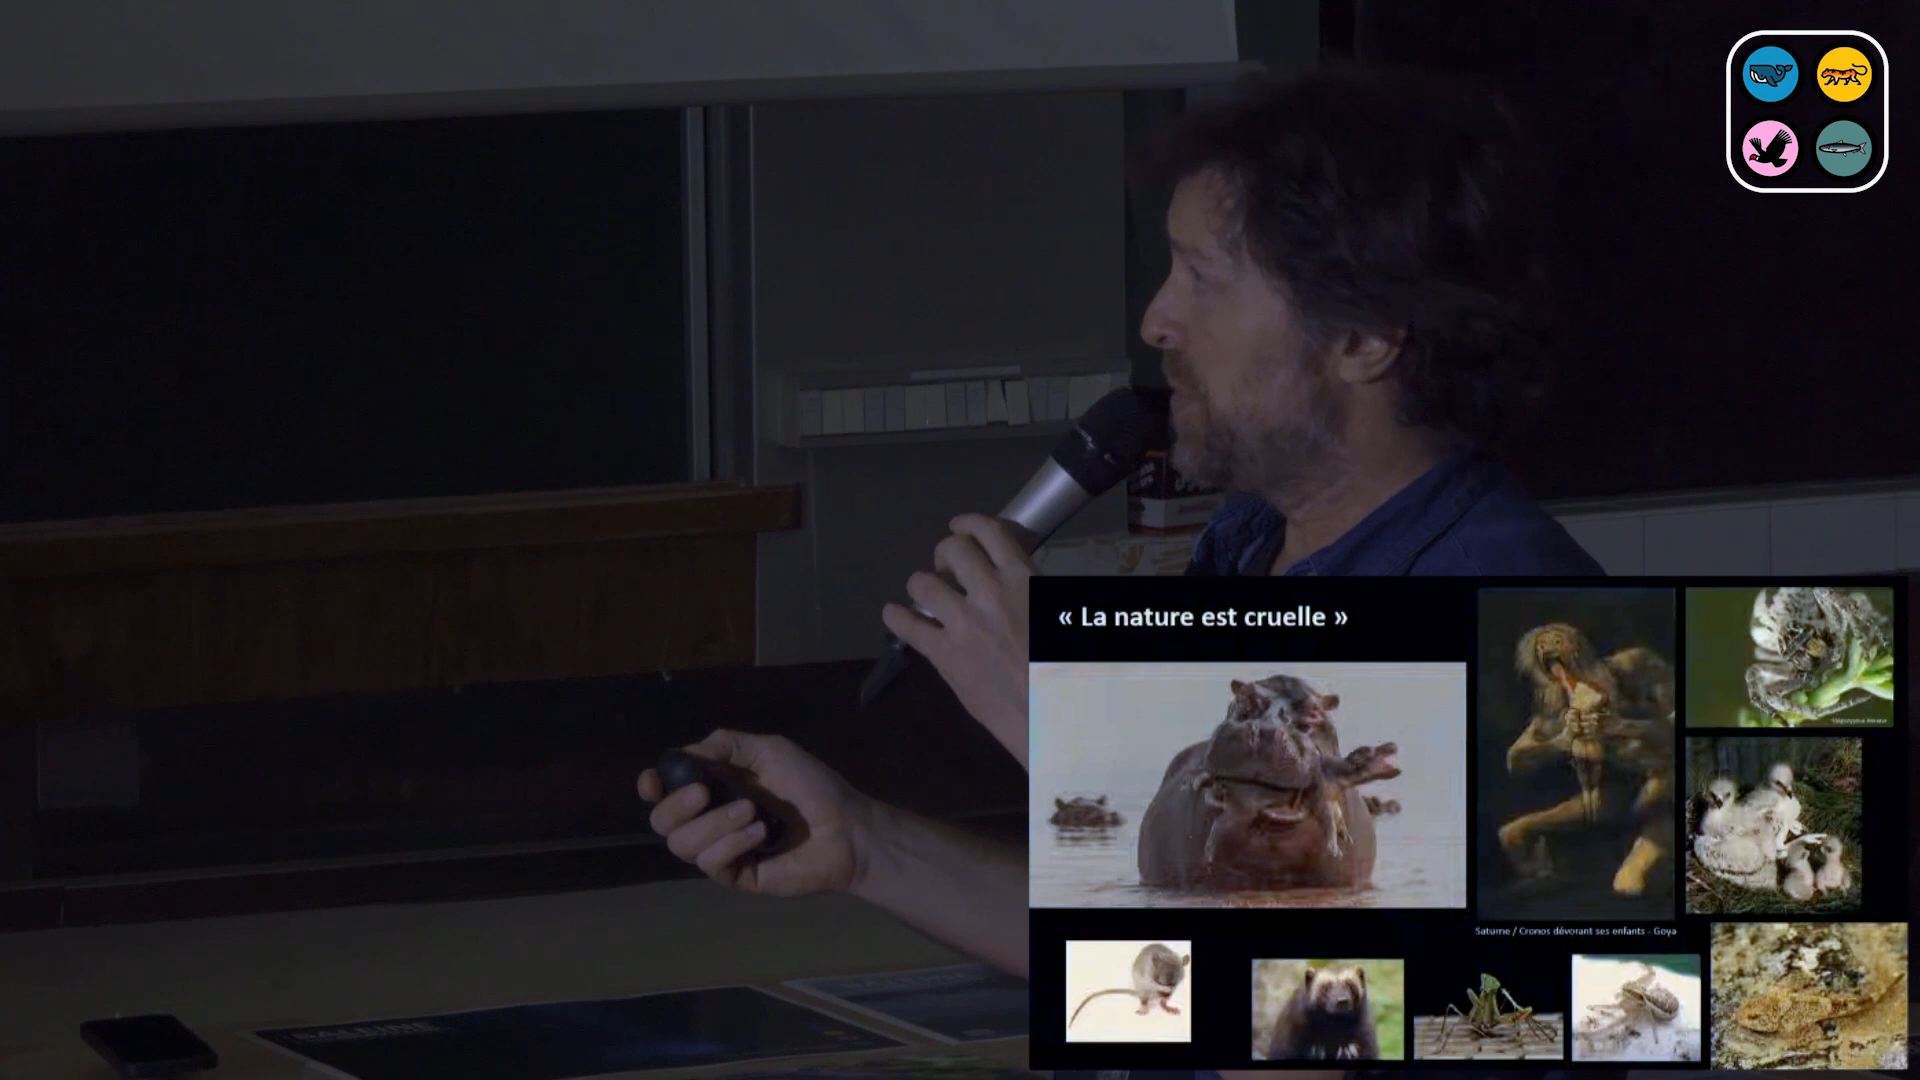 « La nature est cruelle »
Saturne / Cronos dévorant ses enfants - Goya